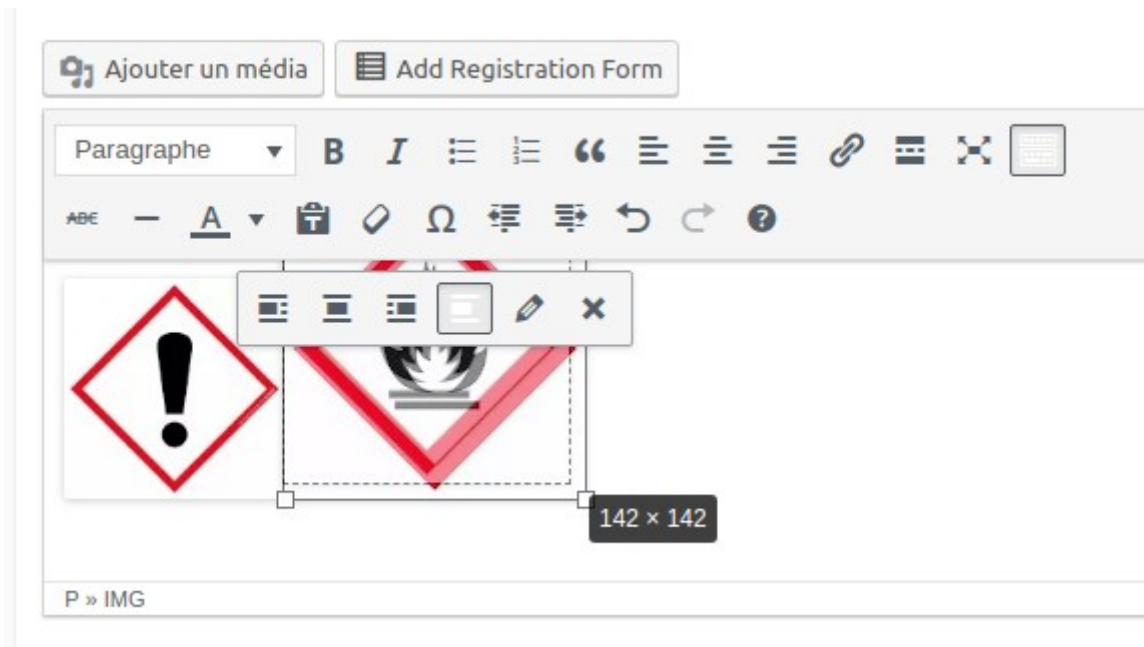 Ajouter un média Add Registration Form
Paragraphe B I
ABC A T Ω
142 × 142
P » IMG